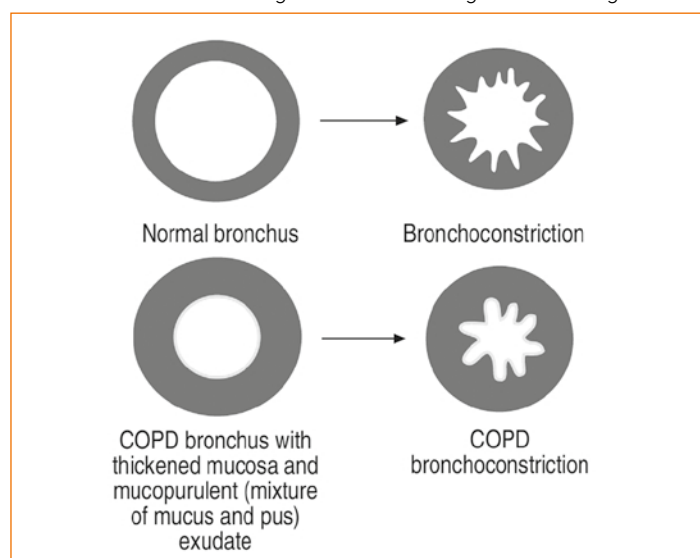 Normal bronchus
Bronchoconstriction
COPD bronchus with
thickened mucosa and
mucopurulent (mixture
of mucus and pus)
exudate
COPD
bronchoconstriction